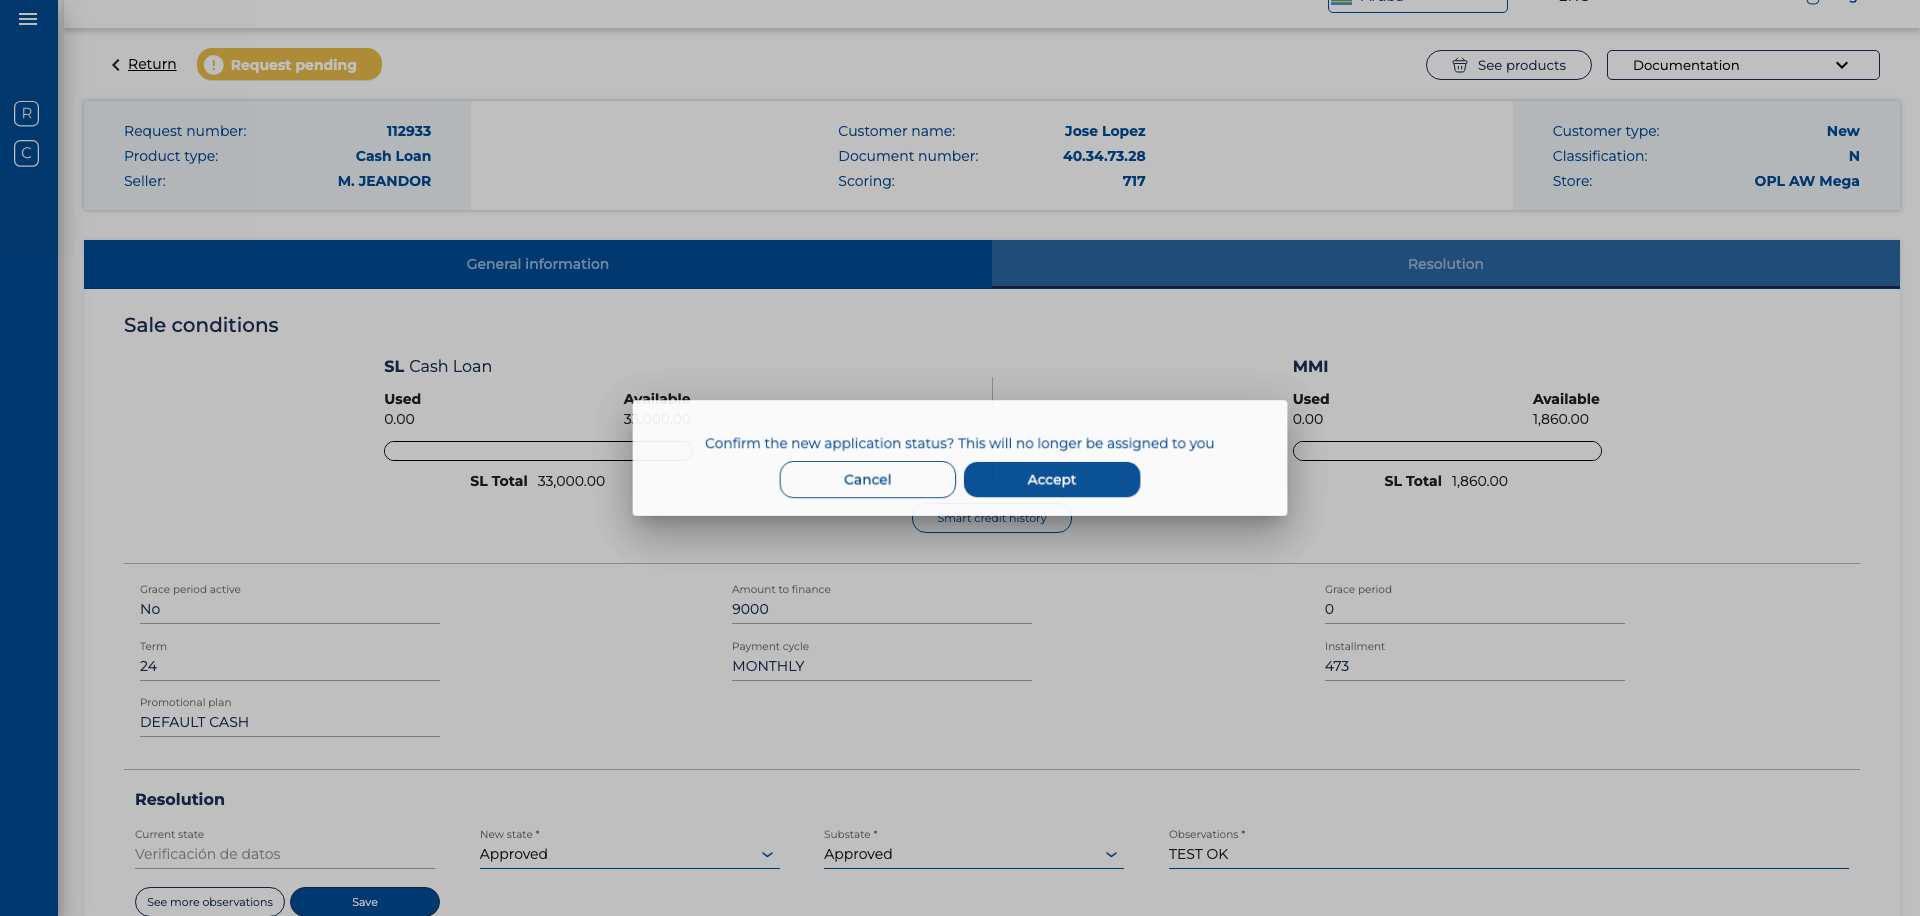 Return
Request pending
See products
Documentation
R
C
Request number: 112933
Product type: Cash Loan
Seller: M. JEANDOR
Customer name: Jose Lopez
Document number: 40.34.73.28
Scoring: 717
Customer type: New
Classification: N
Store: OPL AW Mega
General information
Resolution
Sale conditions
SL Cash Loan
Used Available
0.00 33,000.00
SL Total 33,000.00
MMI
Used Available
0.00 1,860.00
SL Total 1,860.00
Confirm the new application status? This will no longer be assigned to you
Cancel Accept
Smart credit history
Grace period active
No
Amount to finance
9000
Grace period
0
Term
24
Payment cycle
MONTHLY
Installment
473
Promotional plan
DEFAULT CASH
Resolution
Current state
Verificación de datos
New state *
Approved
Substate *
Approved
Observations *
TEST OK
See more observations
Save